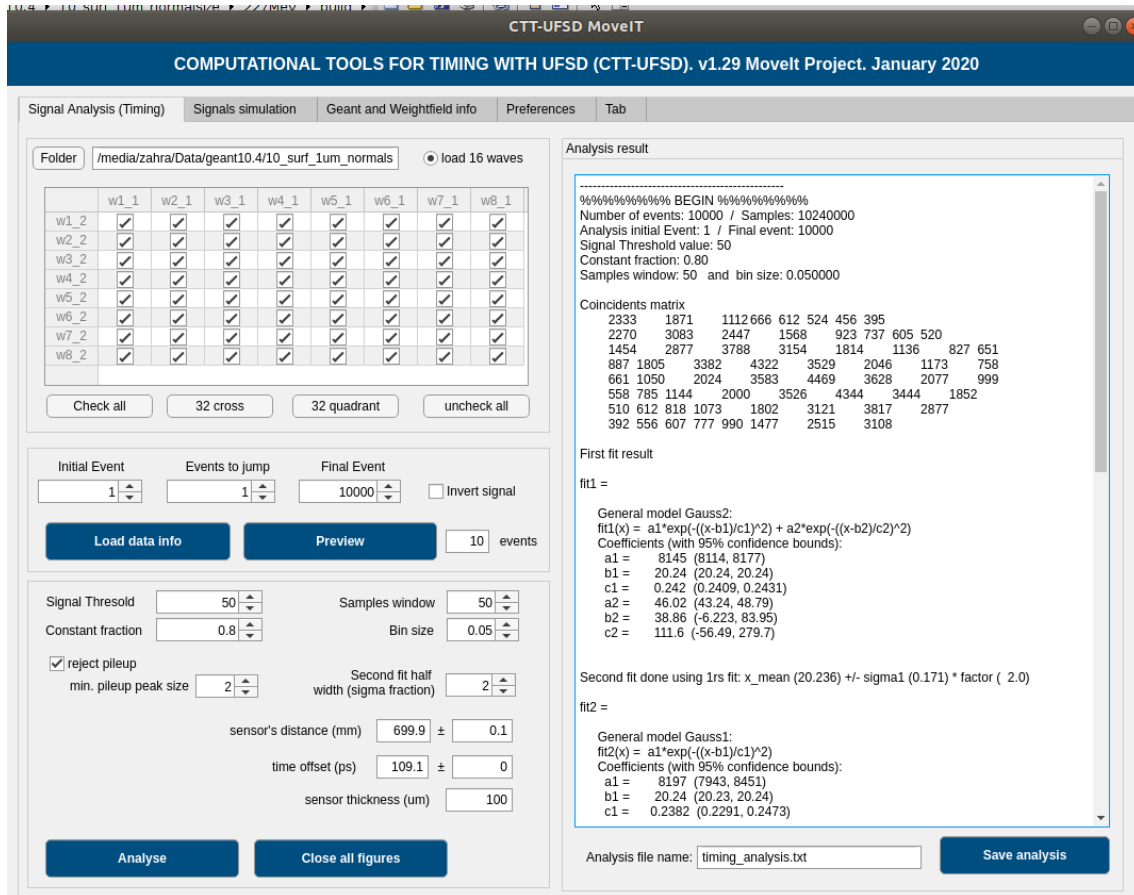 CTT-UFSD MoveIT
COMPUTATIONAL TOOLS FOR TIMING WITH UFSD (CTT-UFSD). v1.29 MoveIt Project. January 2020
Signal Analysis (Timing) Signals simulation Geant and Weightfield info Preferences Tab
Folder /media/zahra/Data/geant10.4/10_surf_1um_normals load 16 waves
w1_1 w2_1 w3_1 w4_1 w5_1 w6_1 w7_1 w8_1
w1_2
w2_2
w3_2
w4_2
w5_2
w6_2
w7_2
w8_2
Check all 32 cross 32 quadrant uncheck all
Initial Event Events to jump Final Event
1 1 10000 Invert signal
Load data info Preview 10 events
Signal Thresold 50 Samples window 50
Constant fraction 0.8 Bin size 0.05
reject pileup
min. pileup peak size 2
Second fit half
width (sigma fraction) 2
sensor's distance (mm) 699.9 ± 0.1
time offset (ps) 109.1 ± 0
sensor thickness (um) 100
Analyse Close all figures
Analysis result
------------------------------------------------
%%%%%%%% BEGIN %%%%%%%%
Number of events: 10000 / Samples: 10240000
Analysis initial Event: 1 / Final event: 10000
Signal Threshold value: 50
Constant fraction: 0.80
Samples window: 50 and bin size: 0.050000
Coincidents matrix
2333 1871 1112 666 612 524 456 395
2270 3083 2447 1568 923 737 605 520
1454 2877 3788 3154 1814 1136 827 651
887 1805 3382 4322 3529 2046 1173 758
661 1050 2024 3583 4469 3628 2077 999
558 785 1144 2000 3526 4344 3444 1852
510 612 818 1073 1802 3121 3817 2877
392 556 607 777 990 1477 2515 3108
First fit result
fit1 =
General model Gauss2:
fit1(x) = a1*exp(-((x-b1)/c1)^2) + a2*exp(-((x-b2)/c2)^2)
Coefficients (with 95% confidence bounds):
a1 = 8145 (8114, 8177)
b1 = 20.24 (20.24, 20.24)
c1 = 0.242 (0.2409, 0.2431)
a2 = 46.02 (43.24, 48.79)
b2 = 38.86 (-6.223, 83.95)
c2 = 111.6 (-56.49, 279.7)
Second fit done using 1rs fit: x_mean (20.236) +/- sigma1 (0.171) * factor ( 2.0)
fit2 =
General model Gauss1:
fit2(x) = a1*exp(-((x-b1)/c1)^2)
Coefficients (with 95% confidence bounds):
a1 = 8197 (7943, 8451)
b1 = 20.24 (20.23, 20.24)
c1 = 0.2382 (0.2291, 0.2473)
Analysis file name: timing_analysis.txt Save analysis